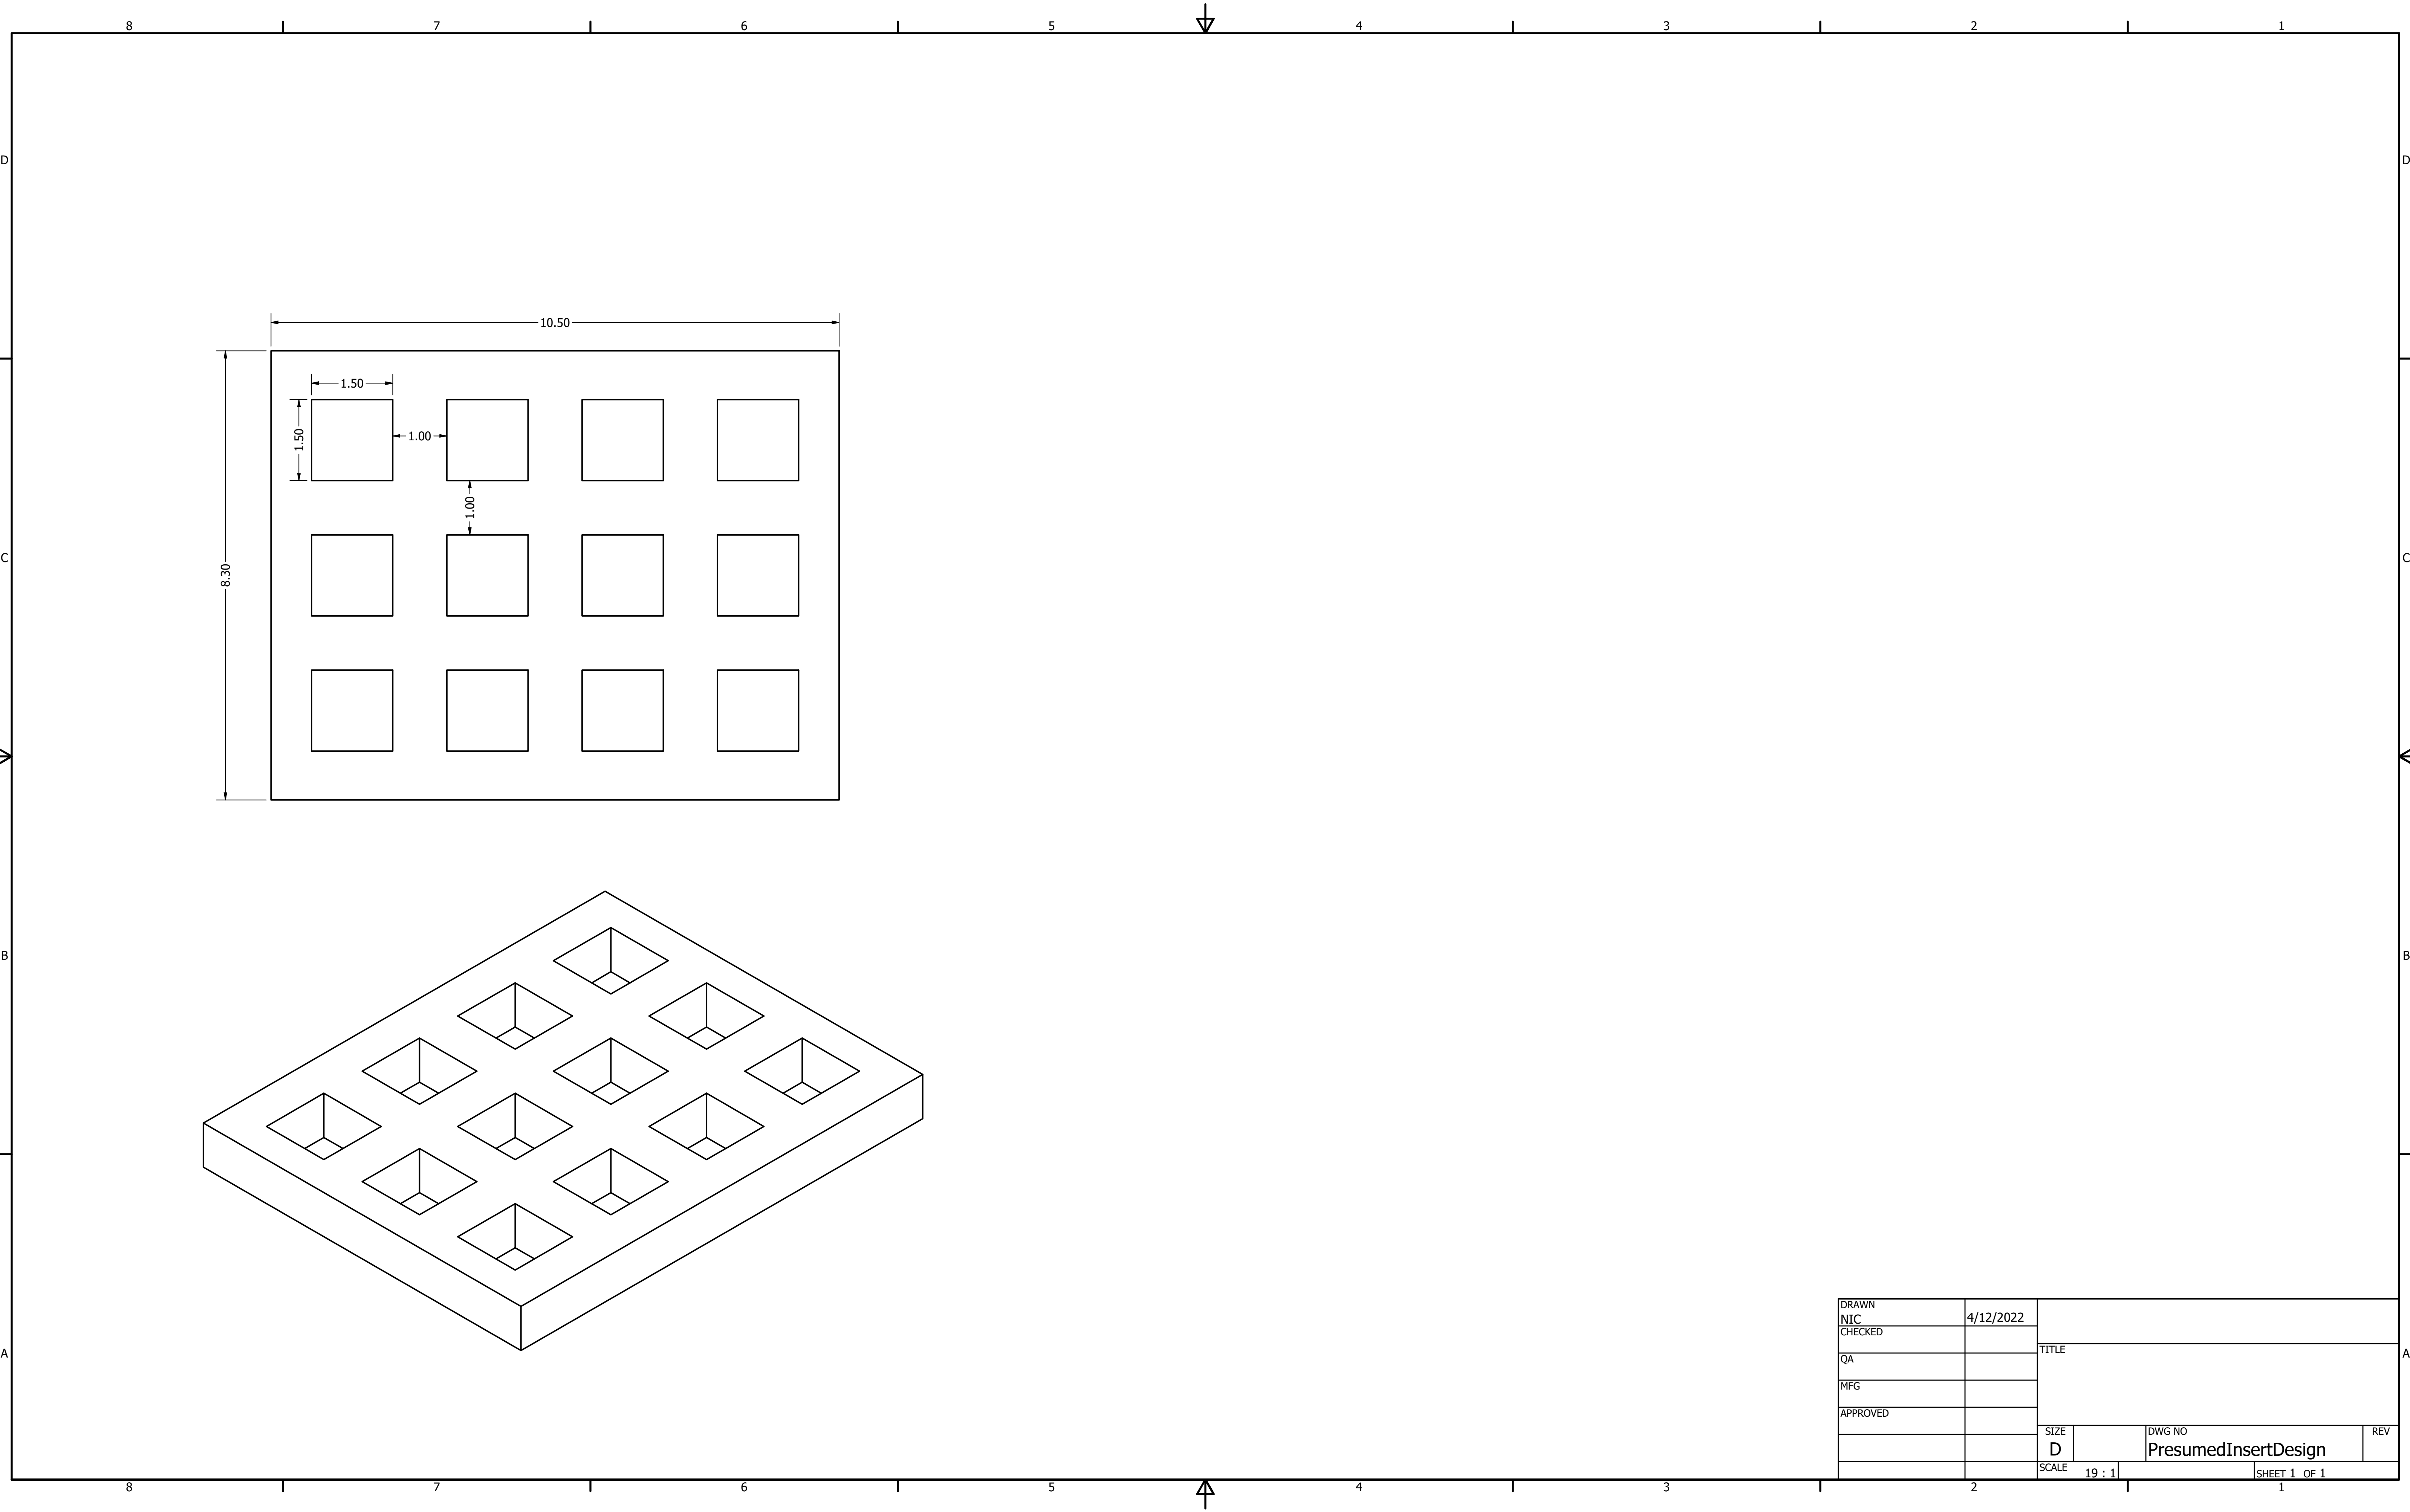 8 7 6 5 4 3 2 1
D D
10.50
1.50
1.50
1.00
1.00
8.30
C C
B B
A A
DRAWN
NIC 4/12/2022
CHECKED
QA
MFG
APPROVED
TITLE
SIZE
D
DWG NO
PresumedInsertDesign
REV
SCALE 19 : 1
SHEET 1 OF 1
8 7 6 5 4 3 2 1